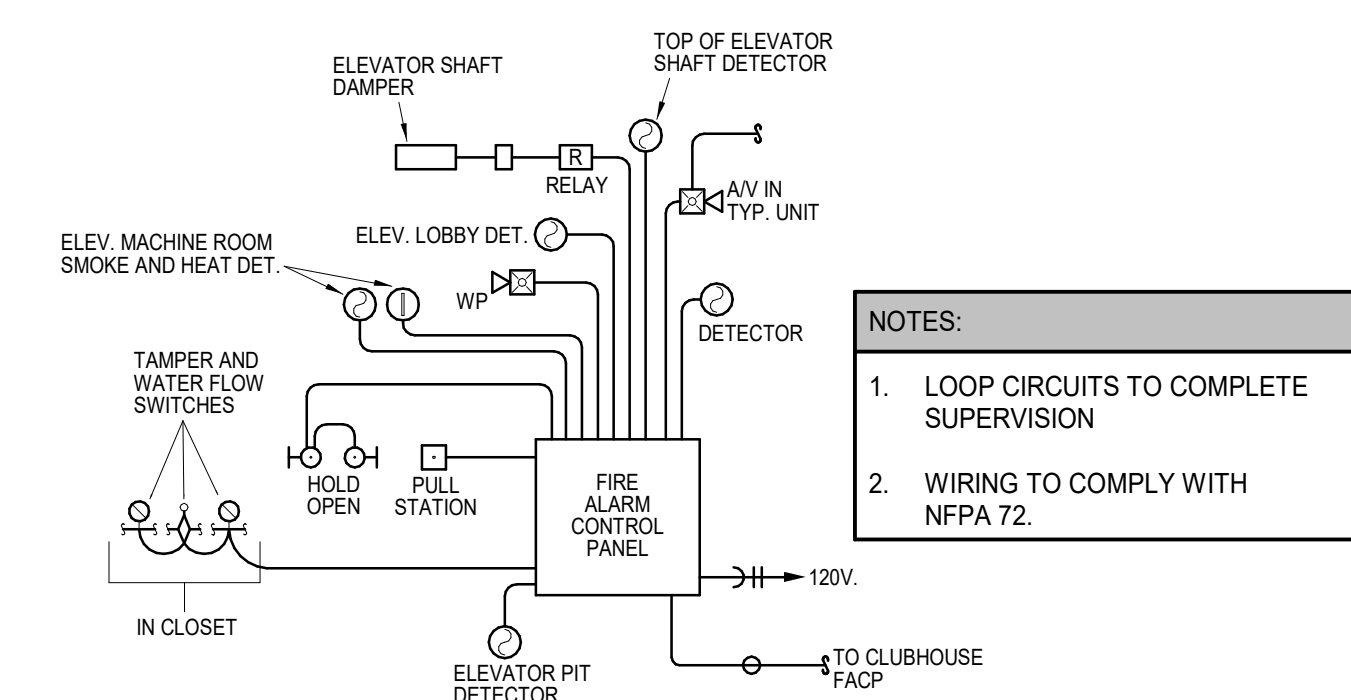 TOP OF ELEVATOR
SHAFT DETECTOR
ELEVATOR SHAFT
DAMPER
R
RELAY
A/V IN
TYP. UNIT
ELEV. LOBBY DET.
ELEV. MACHINE ROOM
SMOKE AND HEAT DET.
WP
DETECTOR
TAMPER AND
WATER FLOW
SWITCHES
HOLD
OPEN
PULL
STATION
FIRE
ALARM
CONTROL
PANEL
120V.
IN CLOSET
ELEVATOR PIT
DETECTOR
TO CLUBHOUSE
FACP
NOTES:
1. LOOP CIRCUITS TO COMPLETE
SUPERVISION
2. WIRING TO COMPLY WITH
NFPA 72.